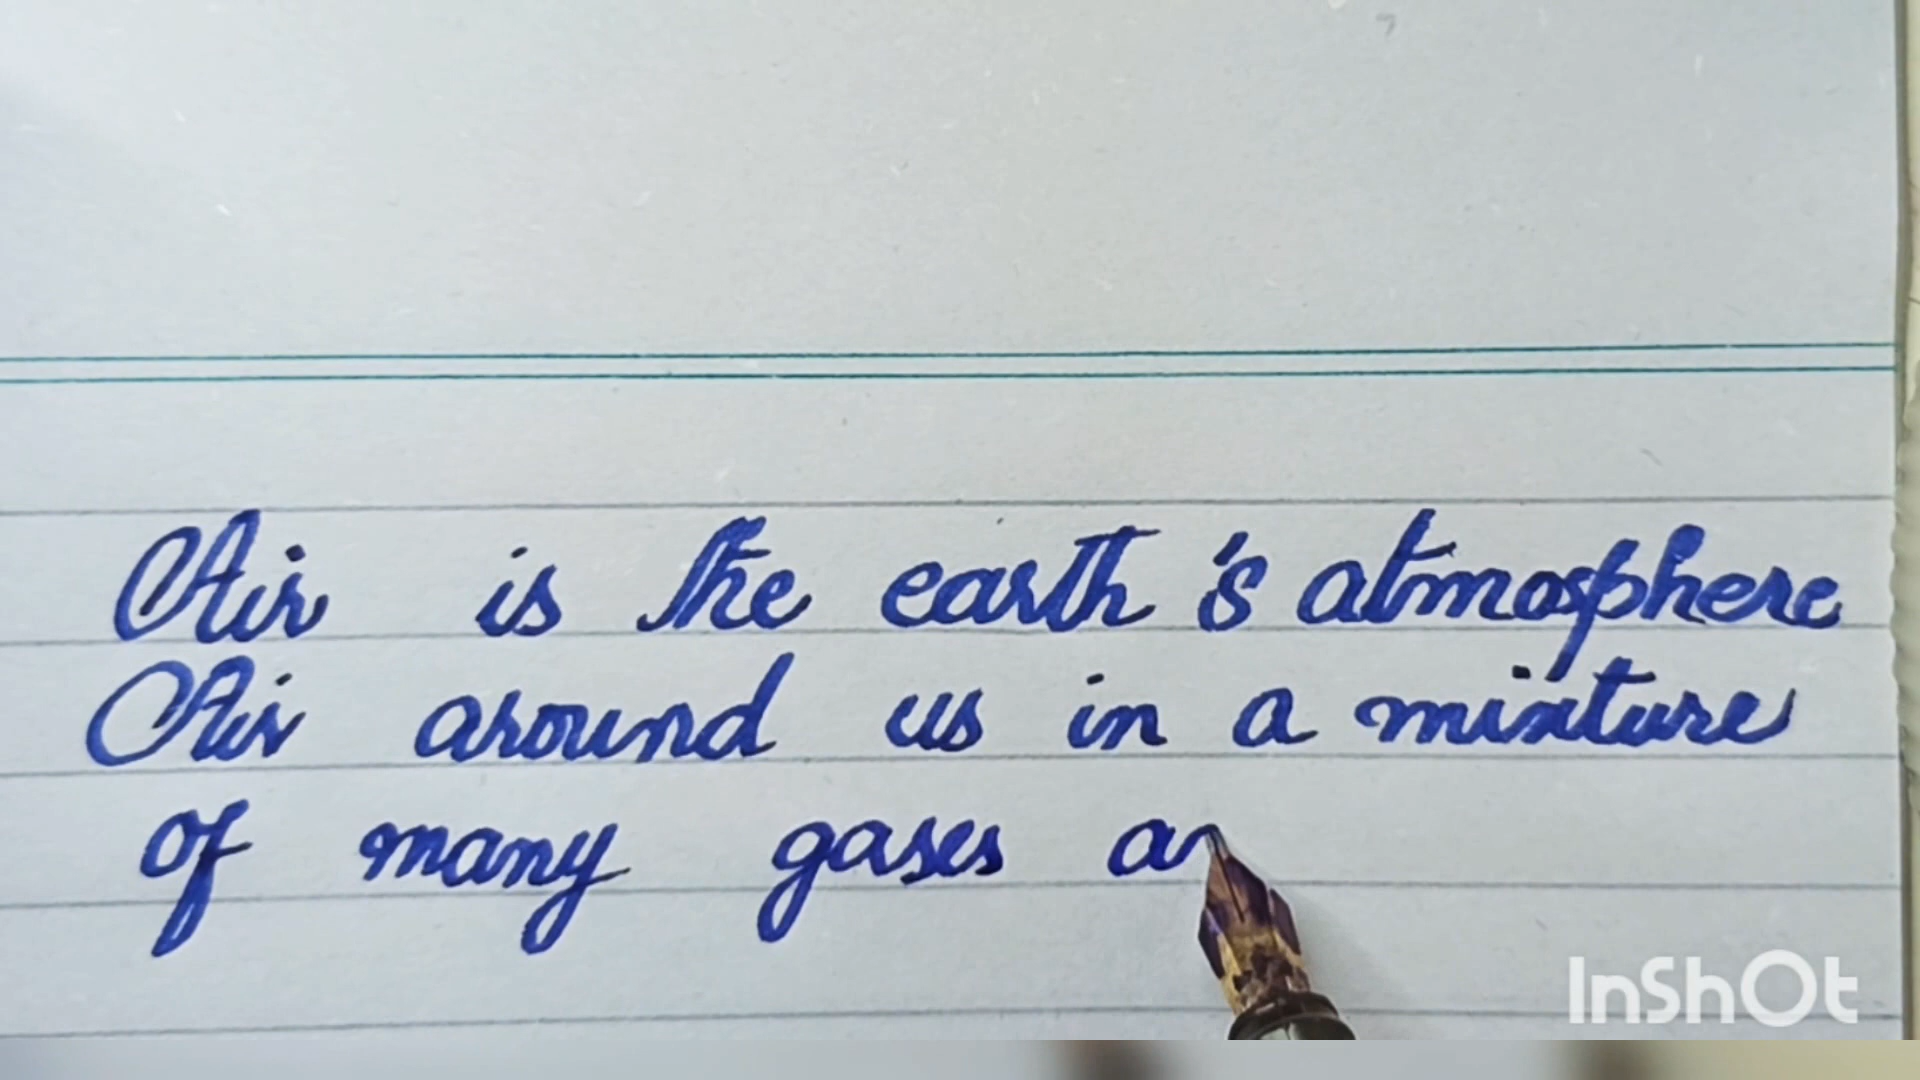 Air is the earth's atmosphere
Air around us in a mixture
of many gases a
InShOt